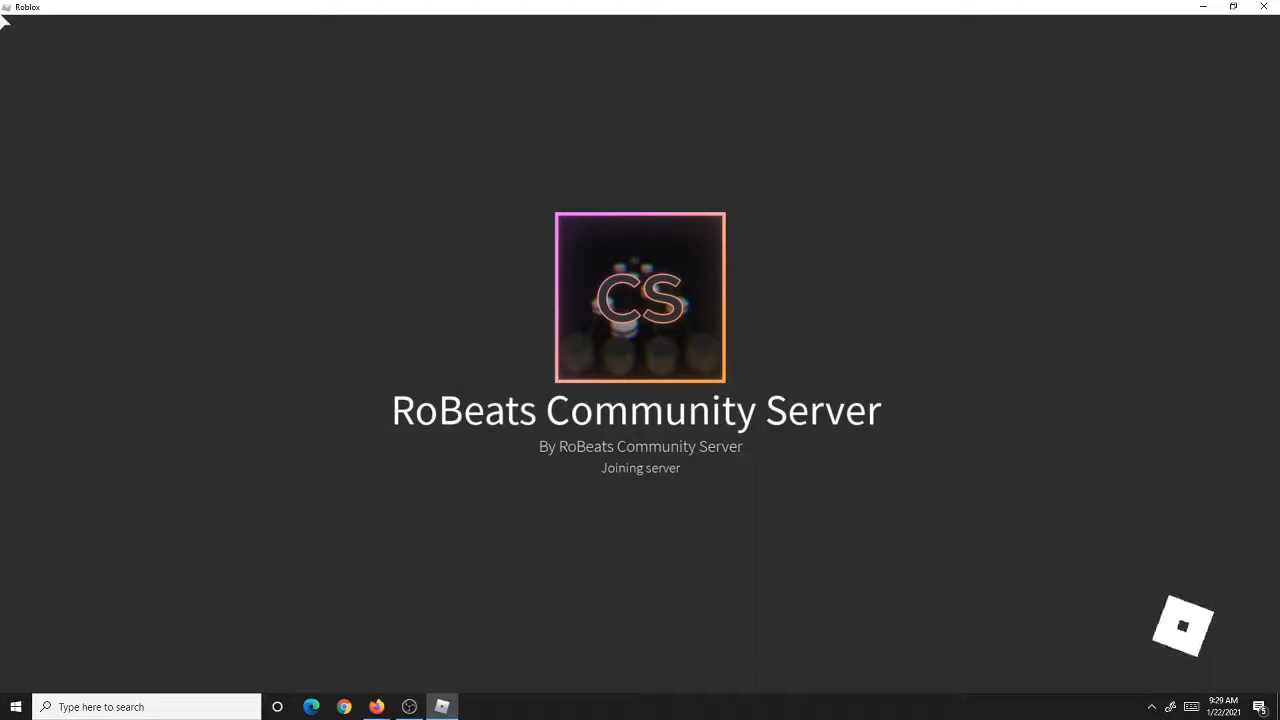 Roblox
CS
RoBeats Community Server
By RoBeats Community Server
Joining server
Type here to search
9:29 AM
1/22/2021